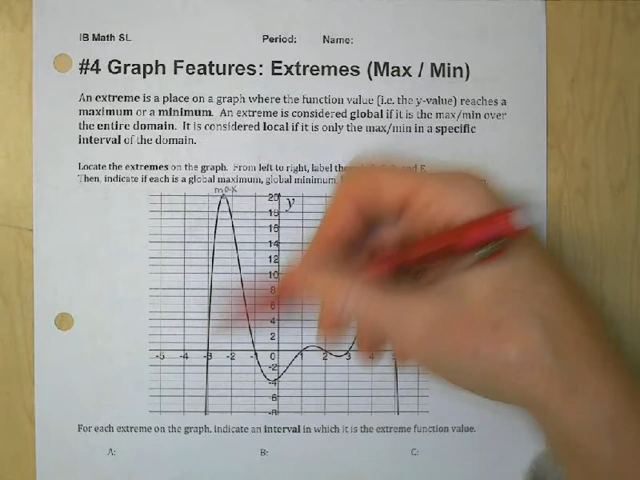 IB Math SL Period: Name:
#4 Graph Features: Extremes (Max / Min)
An extreme is a place on a graph where the function value (i.e. the y-value) reaches a
maximum or a minimum. An extreme is considered global if it is the max/min over
the entire domain. It is considered local if it is only the max/min in a specific
interval of the domain.
Locate the extremes on the graph. From left to right, label the
Then, indicate if each is a global maximum, global minimum,
max
y
20
18
16
14
12
10
8
6
4
2
-5 -4 -3 -2 0 1 2 3 4
-2
-4
-6
-8
For each extreme on the graph, indicate an interval in which it is the extreme function value.
A: B: C: